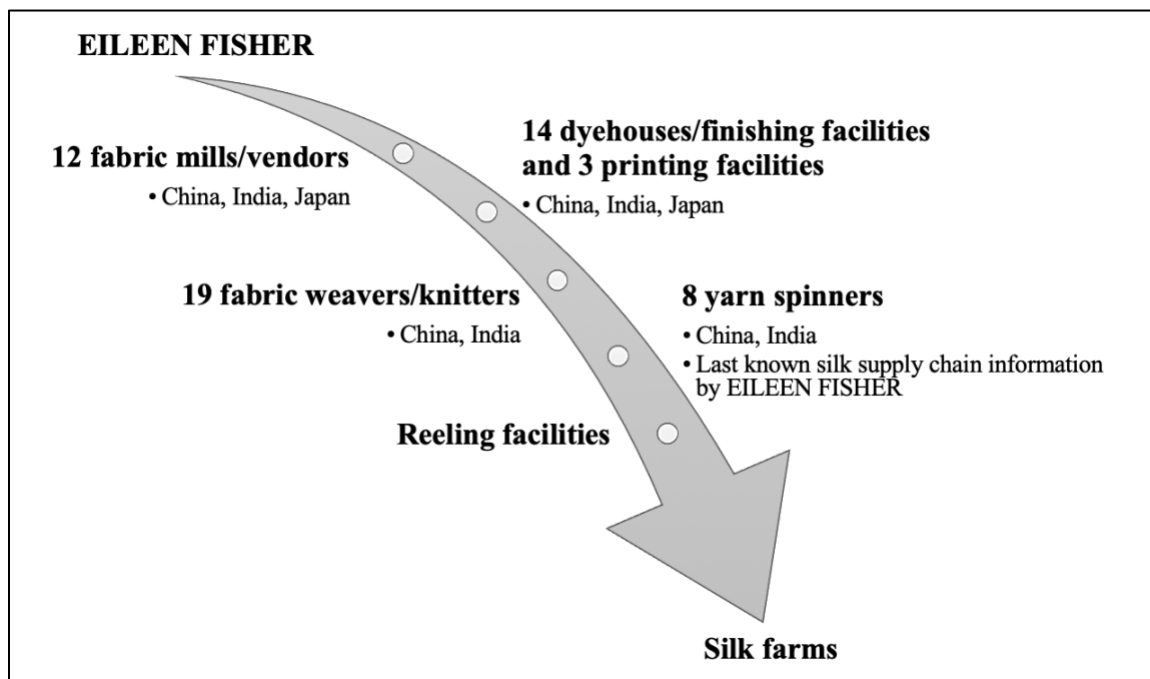 EILEEN FISHER
12 fabric mills/vendors
• China, India, Japan
14 dyehouses/finishing facilities
and 3 printing facilities
• China, India, Japan
19 fabric weavers/knitters
• China, India
8 yarn spinners
• China, India
• Last known silk supply chain information
by EILEEN FISHER
Reeling facilities
Silk farms